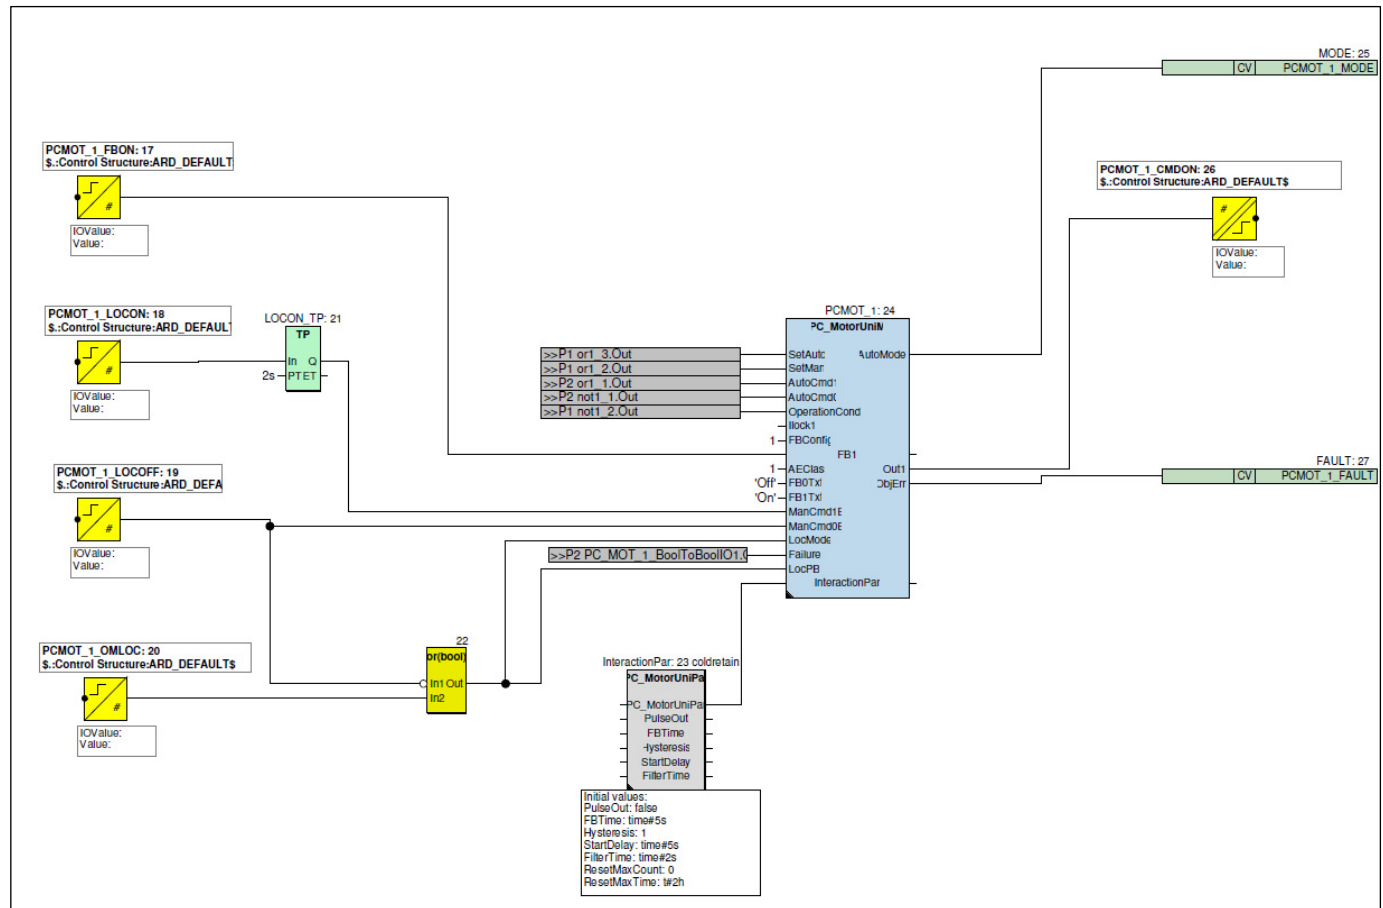 MODE: 25
CV PCMOT_1_MODE
PCMOT_1_FBON: 17
$.:Control Structure:ARD_DEFAULT
#
IOValue:
Value:
PCMOT_1_CMDON: 26
$.:Control Structure:ARD_DEFAULT$
#
IOValue:
Value:
PCMOT_1_LOCON: 18
$.:Control Structure:ARD_DEFAULT
#
IOValue:
Value:
LOCON_TP: 21
TP
In Q
2s PT ET
PCMOT_1: 24
PC_MotorUniM
>>P1 or1_3.Out
>>P1 or1_2.Out
>>P2 or1_1.Out
>>P2 not1_1.Out
>>P1 not1_2.Out
SetAuto AutoMode
SetMan
AutoCmd1
AutoCmd0
OperationCond
Ilock1
1 FBConfig
FB1
1 AEClas Out1
'Off' FB0Txt ObjErr
'On' FB1Txt
ManCmd1E
ManCmd0E
LocMode
>>P2 PC_MOT_1_BoolToBoolIO1.( Failure
LocPB
InteractionPar
FAULT: 27
CV PCMOT_1_FAULT
PCMOT_1_LOCOFF: 19
$.:Control Structure:ARD_DEFA
#
IOValue:
Value:
PCMOT_1_OMLOC: 20
$.:Control Structure:ARD_DEFAULT$
#
IOValue:
Value:
22
or(bool)
In1 Out
In2
InteractionPar: 23 coldretain
PC_MotorUniPa
PC_MotorUniPar
PulseOut
FBTime
Hysteresis
StartDelay
FilterTime
Initial values:
PulseOut: false
FBTime: time#5s
Hysteresis: 1
StartDelay: time#5s
FilterTime: time#2s
ResetMaxCount: 0
ResetMaxTime: t#2h